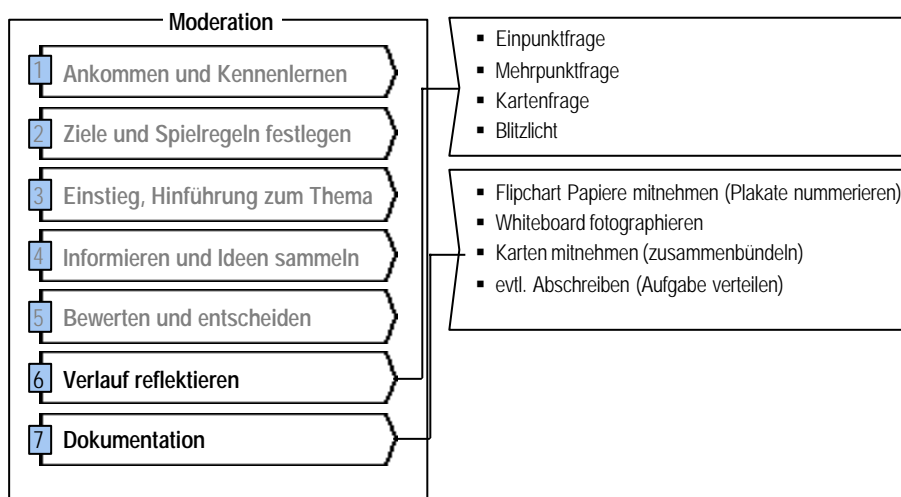 Moderation
1 Ankommen und Kennenlernen
2 Ziele und Spielregeln festlegen
3 Einstieg, Hinführung zum Thema
4 Informieren und Ideen sammeln
5 Bewerten und entscheiden
6 Verlauf reflektieren
7 Dokumentation
▪ Einpunktfrage
▪ Mehrpunktfrage
▪ Kartenfrage
▪ Blitzlicht
▪ Flipchart Papiere mitnehmen (Plakate nummerieren)
▪ Whiteboard fotographieren
▪ Karten mitnehmen (zusammenbündeln)
▪ evtl. Abschreiben (Aufgabe verteilen)